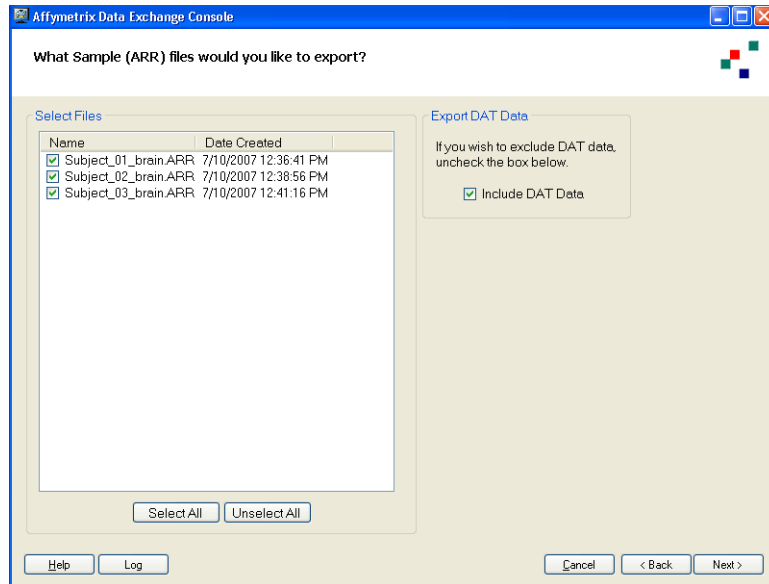 Affymetrix Data Exchange Console
What Sample (ARR) files would you like to export?
Select Files
Name Date Created
Subject_01_brain.ARR 7/10/2007 12:36:41 PM
Subject_02_brain.ARR 7/10/2007 12:38:56 PM
Subject_03_brain.ARR 7/10/2007 12:41:16 PM
Select All Unselect All
Export DAT Data
If you wish to exclude DAT data,
uncheck the box below.
Include DAT Data
Help Log Cancel < Back Next >